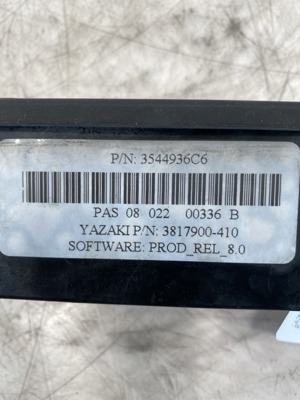 P/N: 3544936C6
PAS 08 022 00336 B
YAZAKI P/N: 3817900-410
SOFTWARE: PROD_REL_8.0